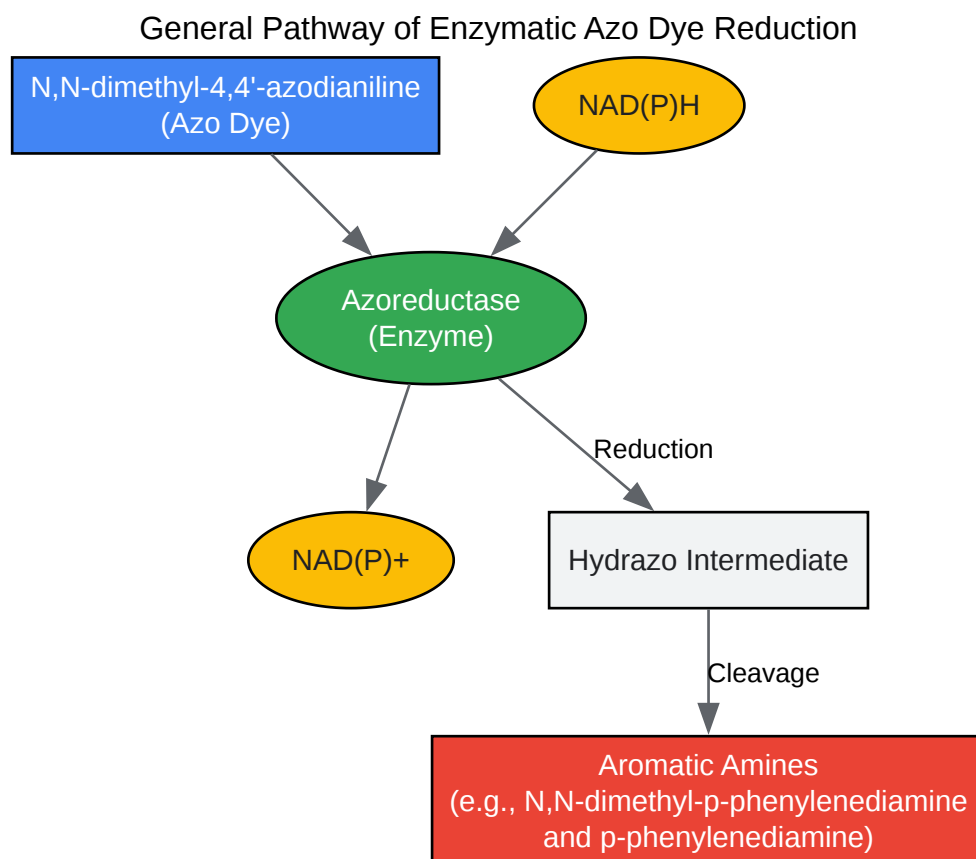 General Pathway of Enzymatic Azo Dye Reduction
N,N-dimethyl-4,4'-azodianiline
(Azo Dye)
NAD(P)H
Azoreductase
(Enzyme)
Reduction
NAD(P)+
Hydrazo Intermediate
Cleavage
Aromatic Amines
(e.g., N,N-dimethyl-p-phenylenediamine
and p-phenylenediamine)